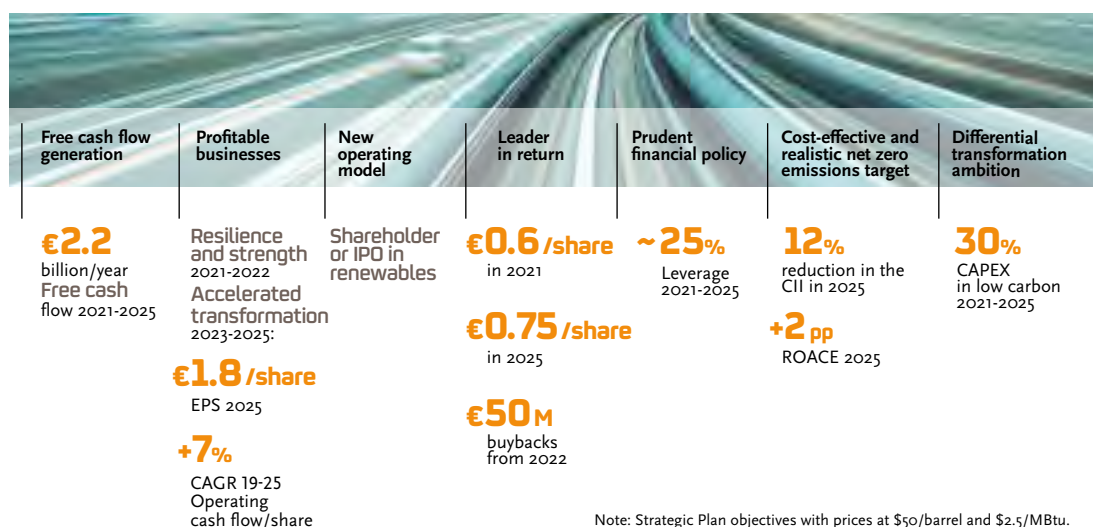 Free cash flow
generation
Profitable
businesses
New
operating
model
Leader
in return
Prudent
financial policy
Cost-effective and
realistic net zero
emissions target
Differential
transformation
ambition
€2.2
billion/year
Free cash
flow 2021-2025
Resilience
and strength
2021-2022
Accelerated
transformation
2023-2025:
€1.8/share
EPS 2025
+7%
CAGR 19-25
Operating
cash flow/share
Shareholder
or IPO in
renewables
€0.6/share
in 2021
€0.75/share
in 2025
€50M
buybacks
from 2022
~25%
Leverage
2021-2025
12%
reduction in the
CII in 2025
+2 pp
ROACE 2025
30%
CAPEX
in low carbon
2021-2025
Note: Strategic Plan objectives with prices at $50/barrel and $2.5/MBtu.